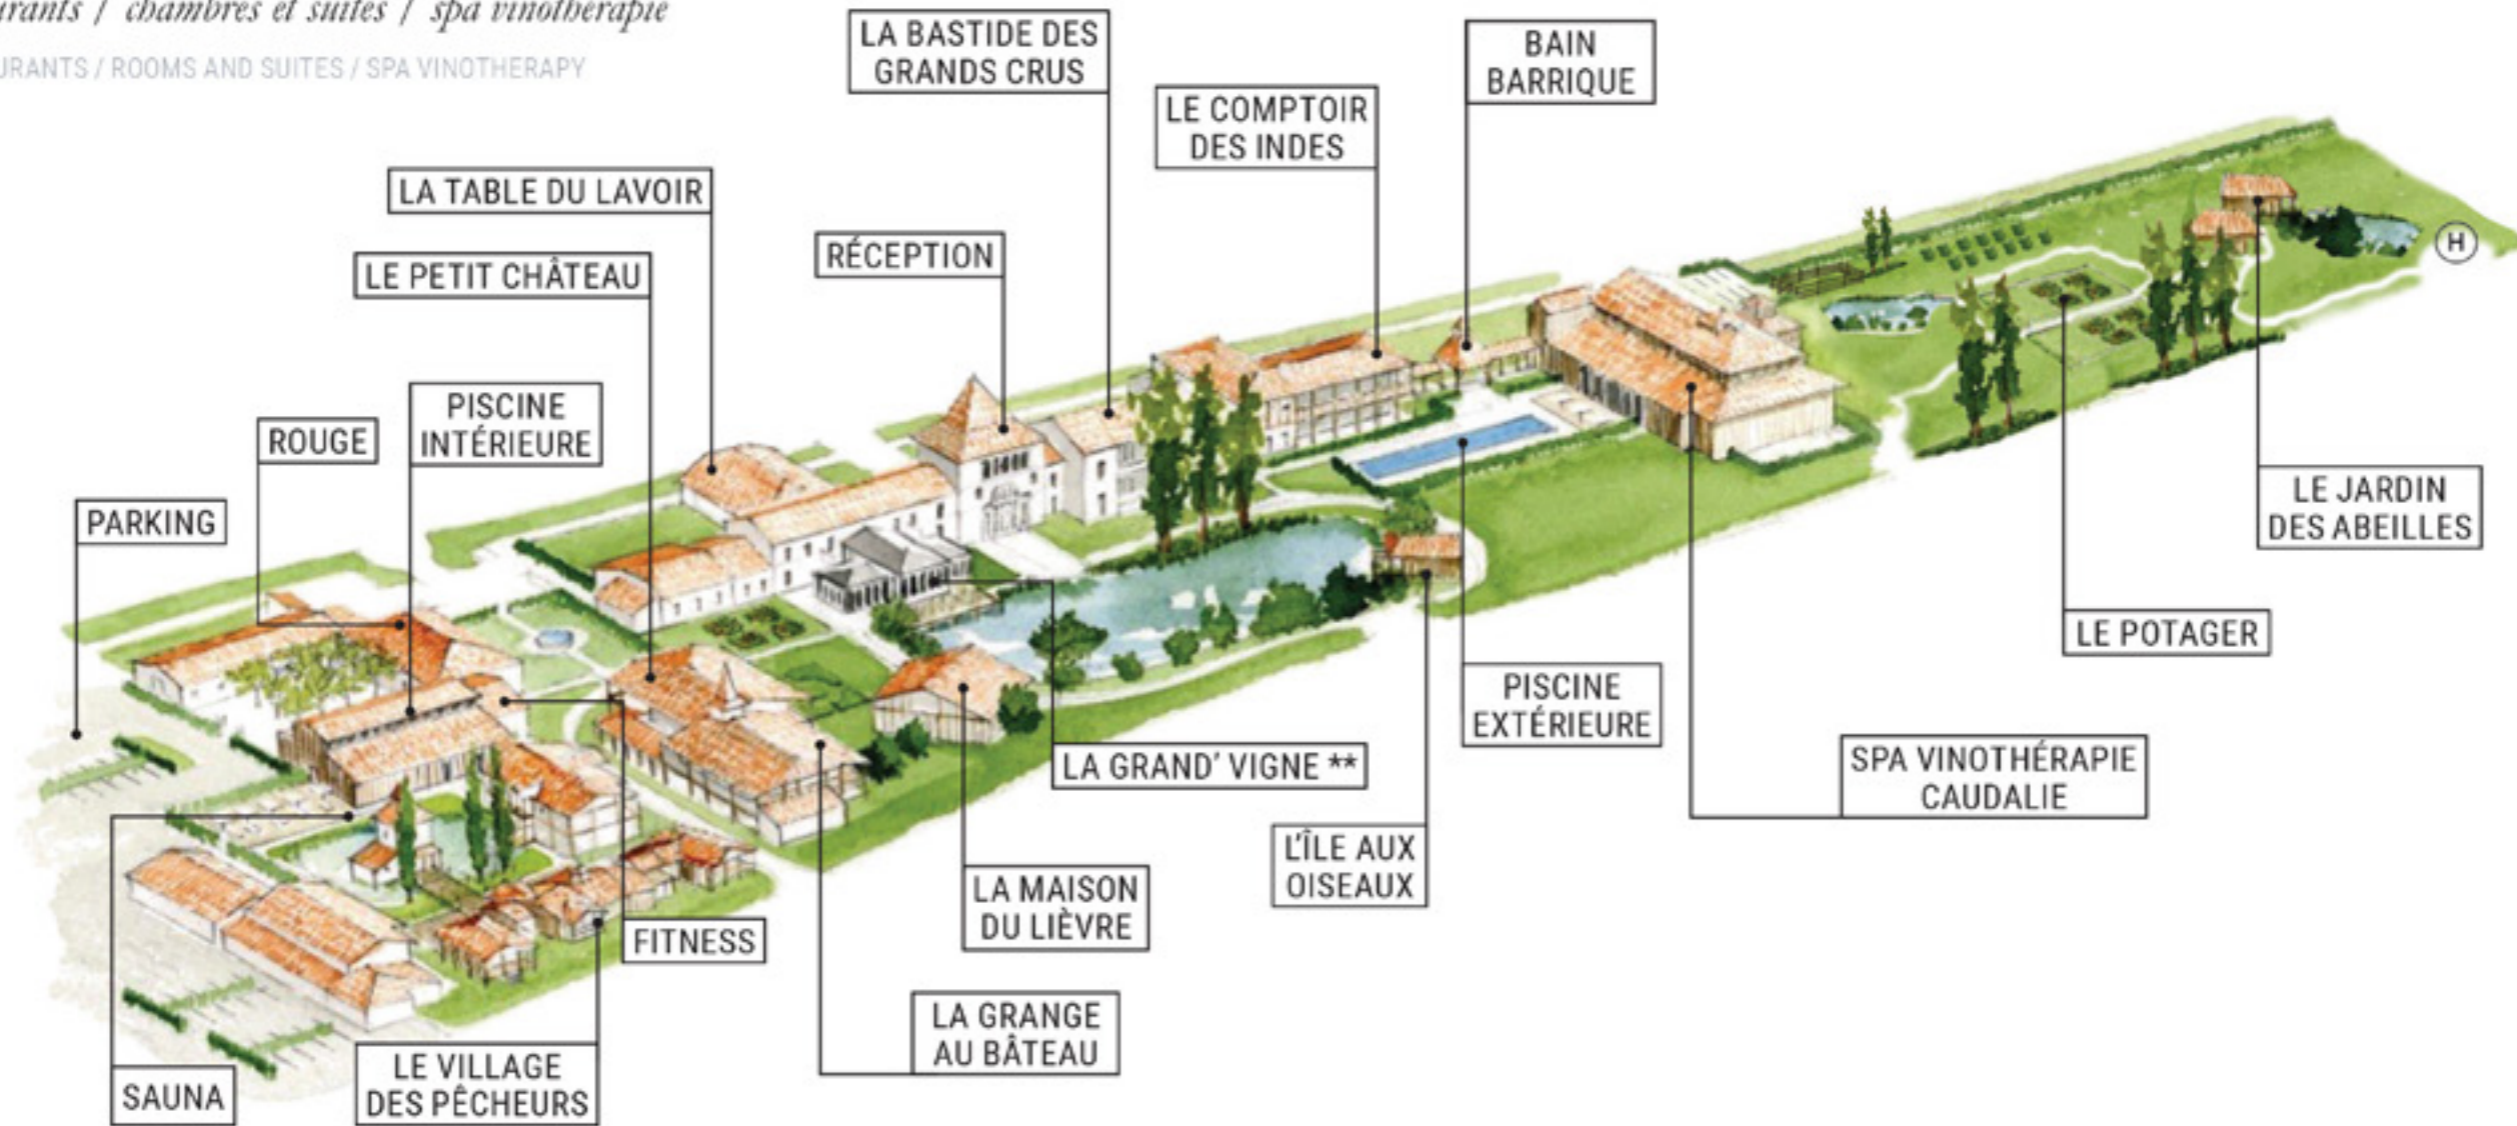 chambres et suites / spa vinothérapie
/ ROOMS AND SUITES / SPA VINOTHERAPY
LA BASTIDE DES
GRANDS CRUS
BAIN
BARRIQUE
LE COMPTOIR
DES INDES
LA TABLE DU LAVOIR
RÉCEPTION
LE PETIT CHÂTEAU
H
PISCINE
INTÉRIEURE
ROUGE
PARKING
LE JARDIN
DES ABEILLES
LE POTAGER
PISCINE
EXTÉRIEURE
SPA VINOTHÉRAPIE
CAUDALIE
LA GRAND' VIGNE **
L'ÎLE AUX
OISEAUX
LA MAISON
DU LIÈVRE
FITNESS
LA GRANGE
AU BÂTEAU
LE VILLAGE
DES PÊCHEURS
SAUNA